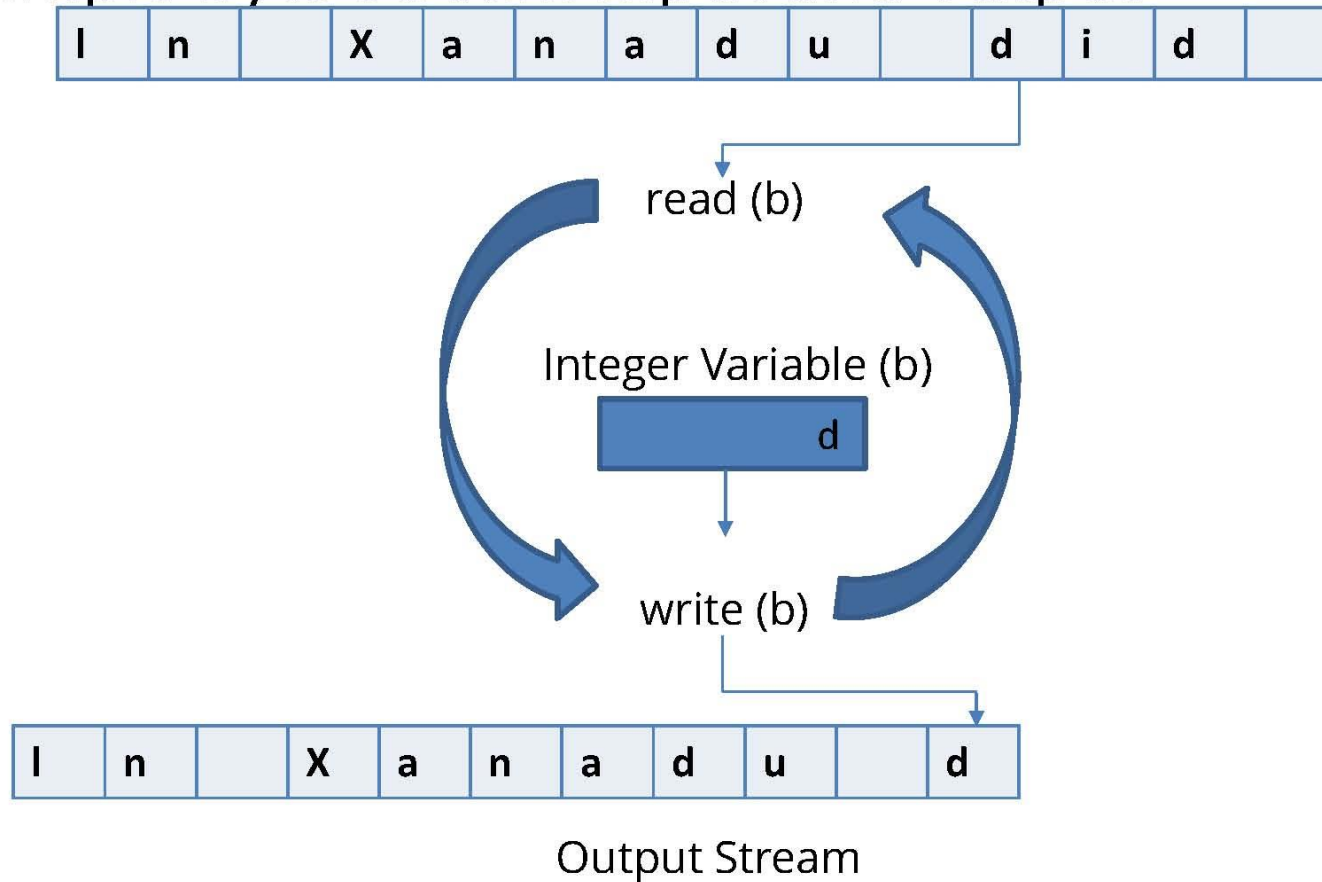 I n X a n a d u d i d
read (b)
Integer Variable (b)
d
write (b)
I n X a n a d u d
Output Stream